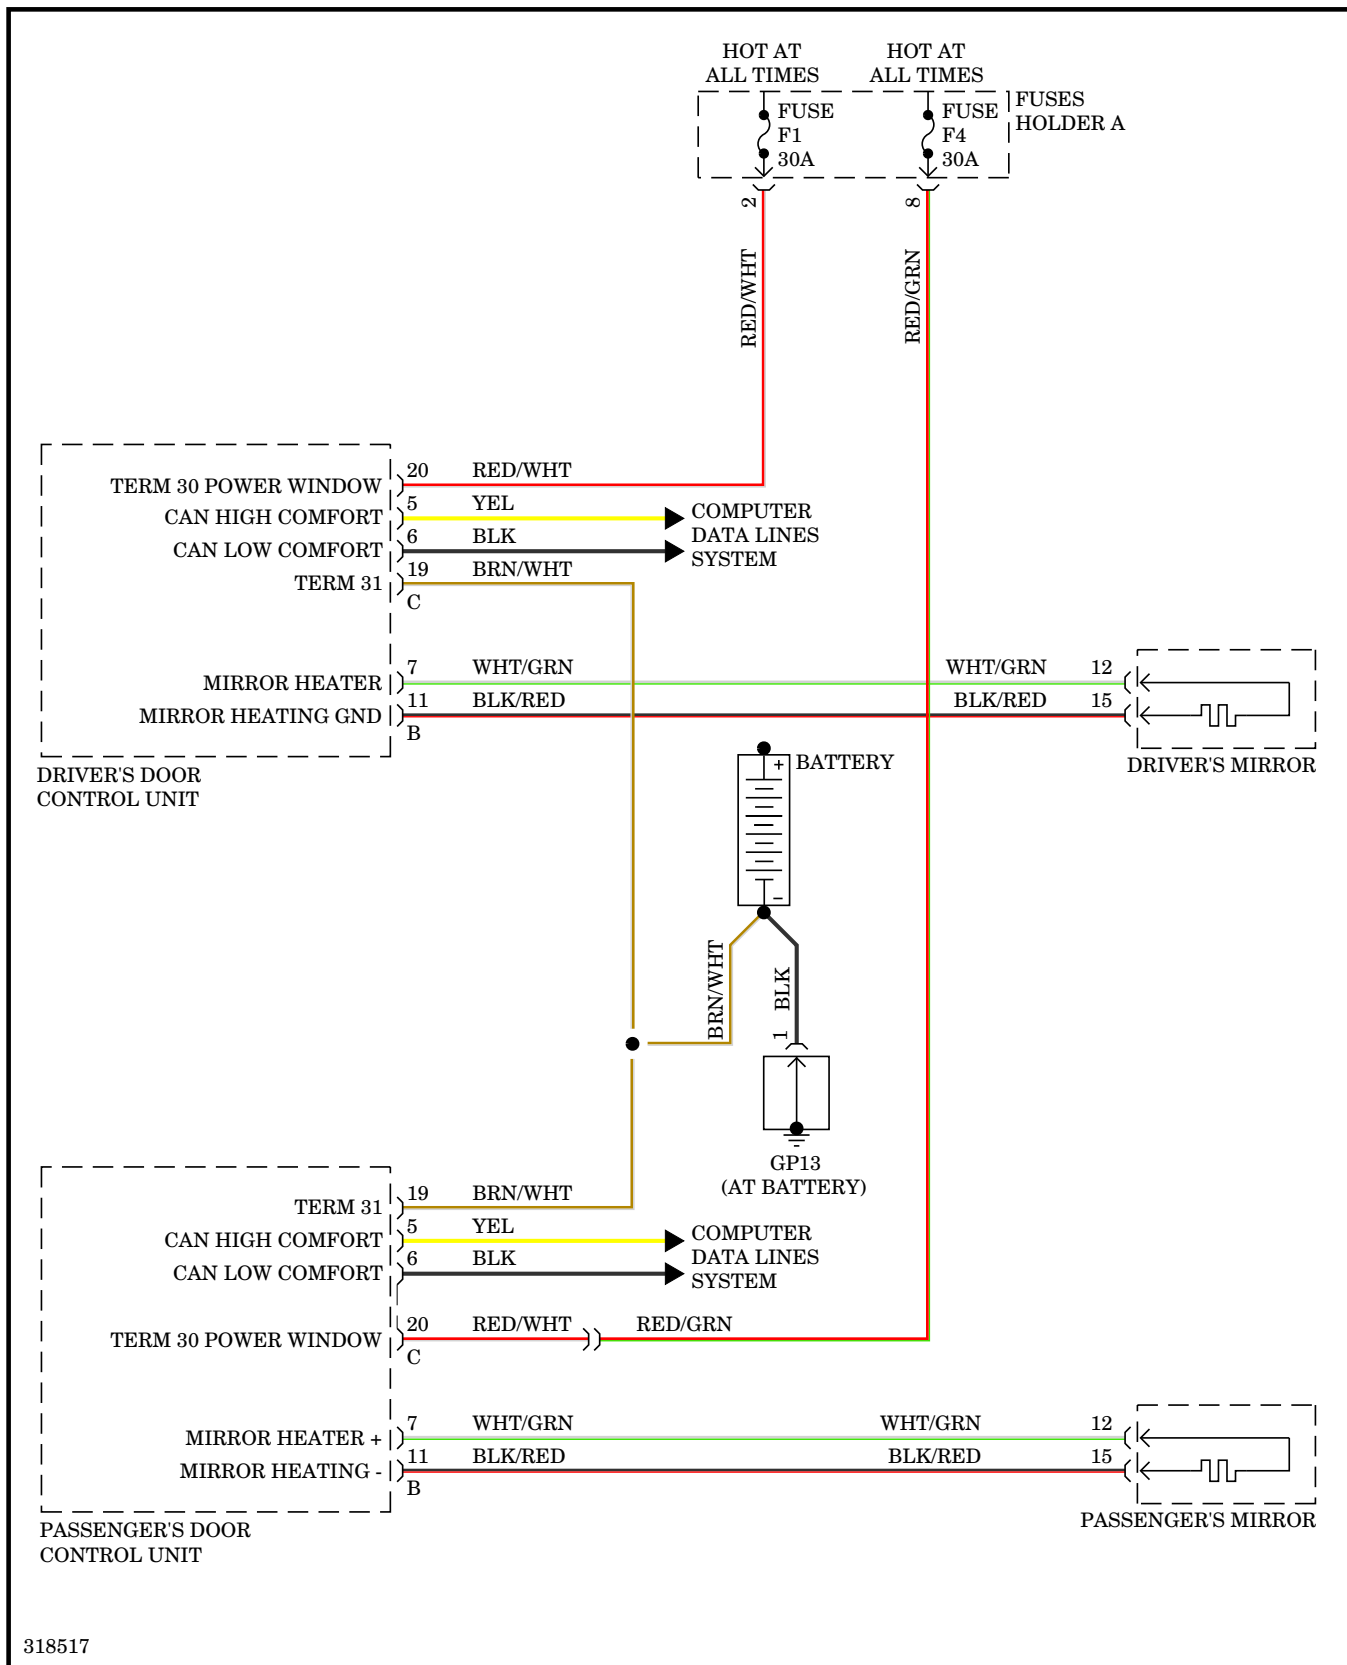 HOT AT
ALL TIMES
HOT AT
ALL TIMES
FUSE
F1
30A
FUSE
F4
30A
FUSES
HOLDER A
2
8
RED/WHT
RED/GRN
TERM 30 POWER WINDOW
20
RED/WHT
CAN HIGH COMFORT
5
YEL
CAN LOW COMFORT
6
BLK
COMPUTER
DATA LINES
SYSTEM
TERM 31
19
BRN/WHT
C
MIRROR HEATER
7
WHT/GRN
WHT/GRN
12
MIRROR HEATING GND
11
BLK/RED
BLK/RED
15
B
DRIVER'S DOOR
CONTROL UNIT
DRIVER'S MIRROR
+
BATTERY
–
BRN/WHT
BLK
1
GP13
(AT BATTERY)
TERM 31
19
BRN/WHT
CAN HIGH COMFORT
5
YEL
CAN LOW COMFORT
6
BLK
COMPUTER
DATA LINES
SYSTEM
TERM 30 POWER WINDOW
20
RED/WHT
RED/GRN
C
MIRROR HEATER +
7
WHT/GRN
WHT/GRN
12
MIRROR HEATING -
11
BLK/RED
BLK/RED
15
B
PASSENGER'S DOOR
CONTROL UNIT
PASSENGER'S MIRROR
318517